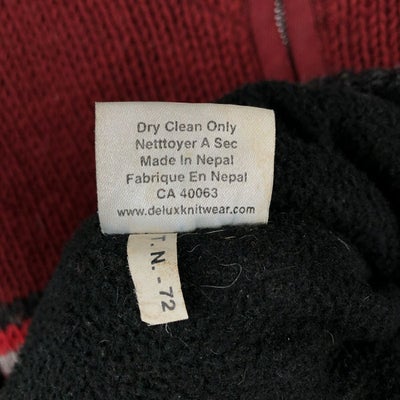 Dry Clean Only
Netttoyer A Sec
Made In Nepal
Fabrique En Nepal
CA 40063
www.deluxknitwear.com
T.N.-72